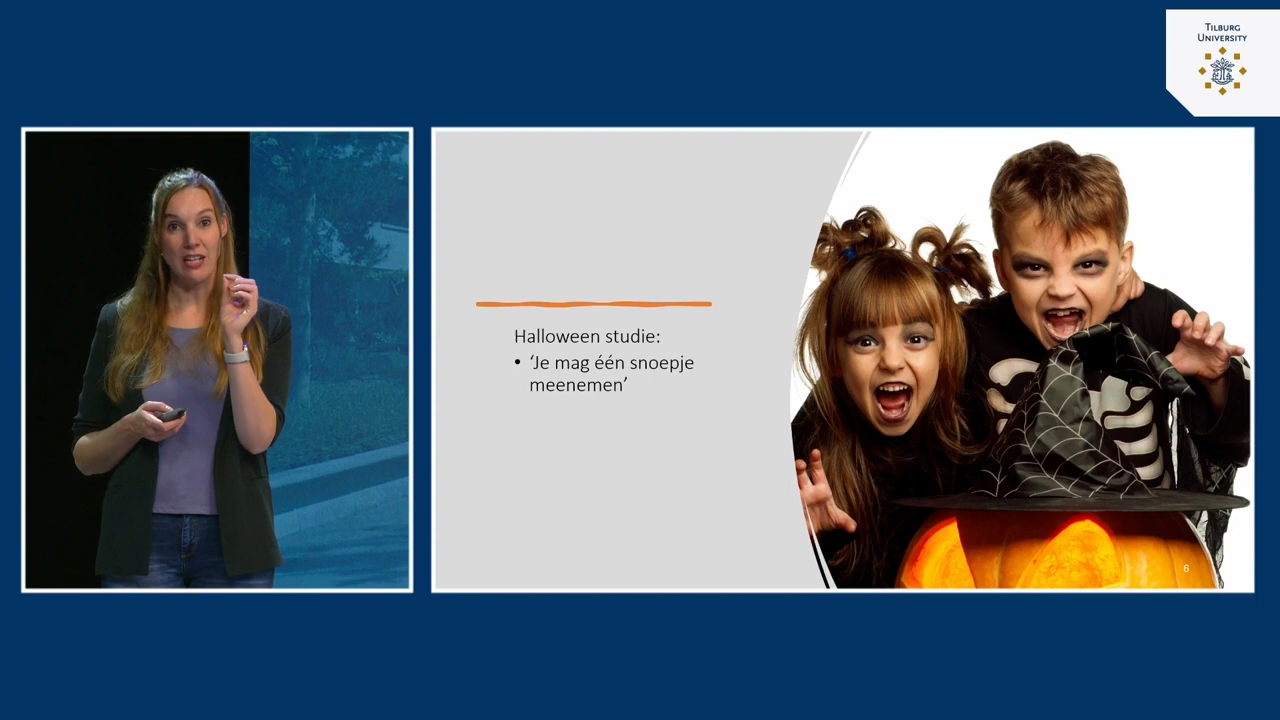 TILBURG
UNIVERSITY
Halloween studie:
• ‘Je mag één snoepje
meenemen’
6